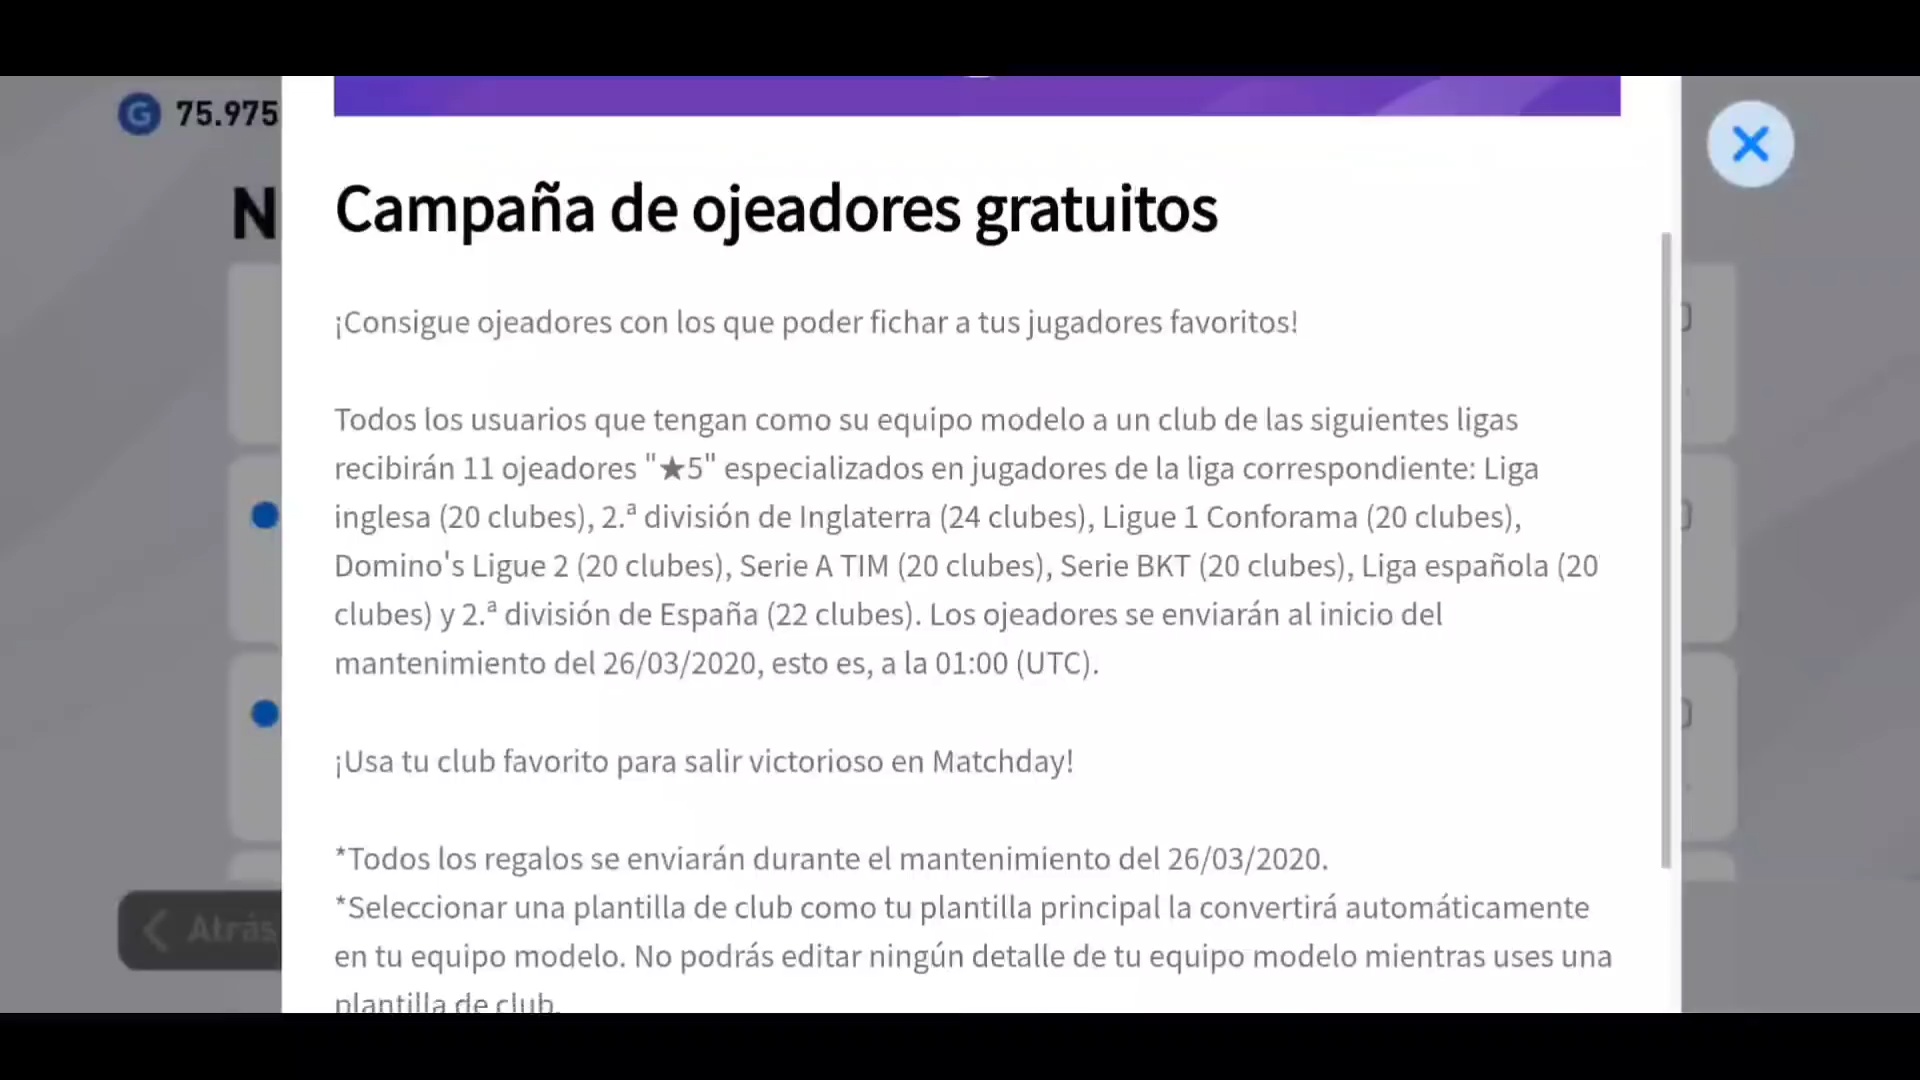 G 75.975
N
Campaña de ojeadores gratuitos
¡Consigue ojeadores con los que poder fichar a tus jugadores favoritos!
Todos los usuarios que tengan como su equipo modelo a un club de las siguientes ligas
recibirán 11 ojeadores "★5" especializados en jugadores de la liga correspondiente: Liga
inglesa (20 clubes), 2.ª división de Inglaterra (24 clubes), Ligue 1 Conforama (20 clubes),
Domino's Ligue 2 (20 clubes), Serie A TIM (20 clubes), Serie BKT (20 clubes), Liga española (20
clubes) y 2.ª división de España (22 clubes). Los ojeadores se enviarán al inicio del
mantenimiento del 26/03/2020, esto es, a la 01:00 (UTC).
¡Usa tu club favorito para salir victorioso en Matchday!
*Todos los regalos se enviarán durante el mantenimiento del 26/03/2020.
*Seleccionar una plantilla de club como tu plantilla principal la convertirá automáticamente
en tu equipo modelo. No podrás editar ningún detalle de tu equipo modelo mientras uses una
plantilla de club.
Atrás